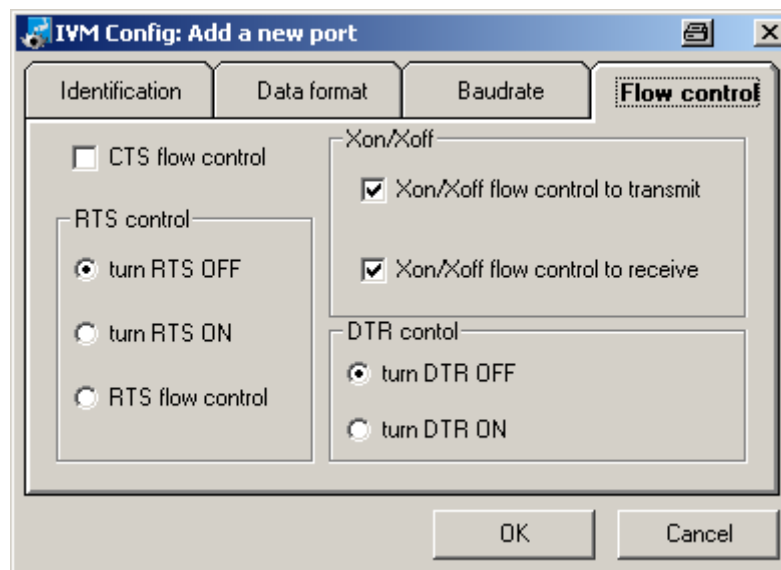 IVM Config: Add a new port
Identification
Data format
Baudrate
Flow control
CTS flow control
RTS control
turn RTS OFF
turn RTS ON
RTS flow control
Xon/Xoff
Xon/Xoff flow control to transmit
Xon/Xoff flow control to receive
DTR contol
turn DTR OFF
turn DTR ON
OK
Cancel